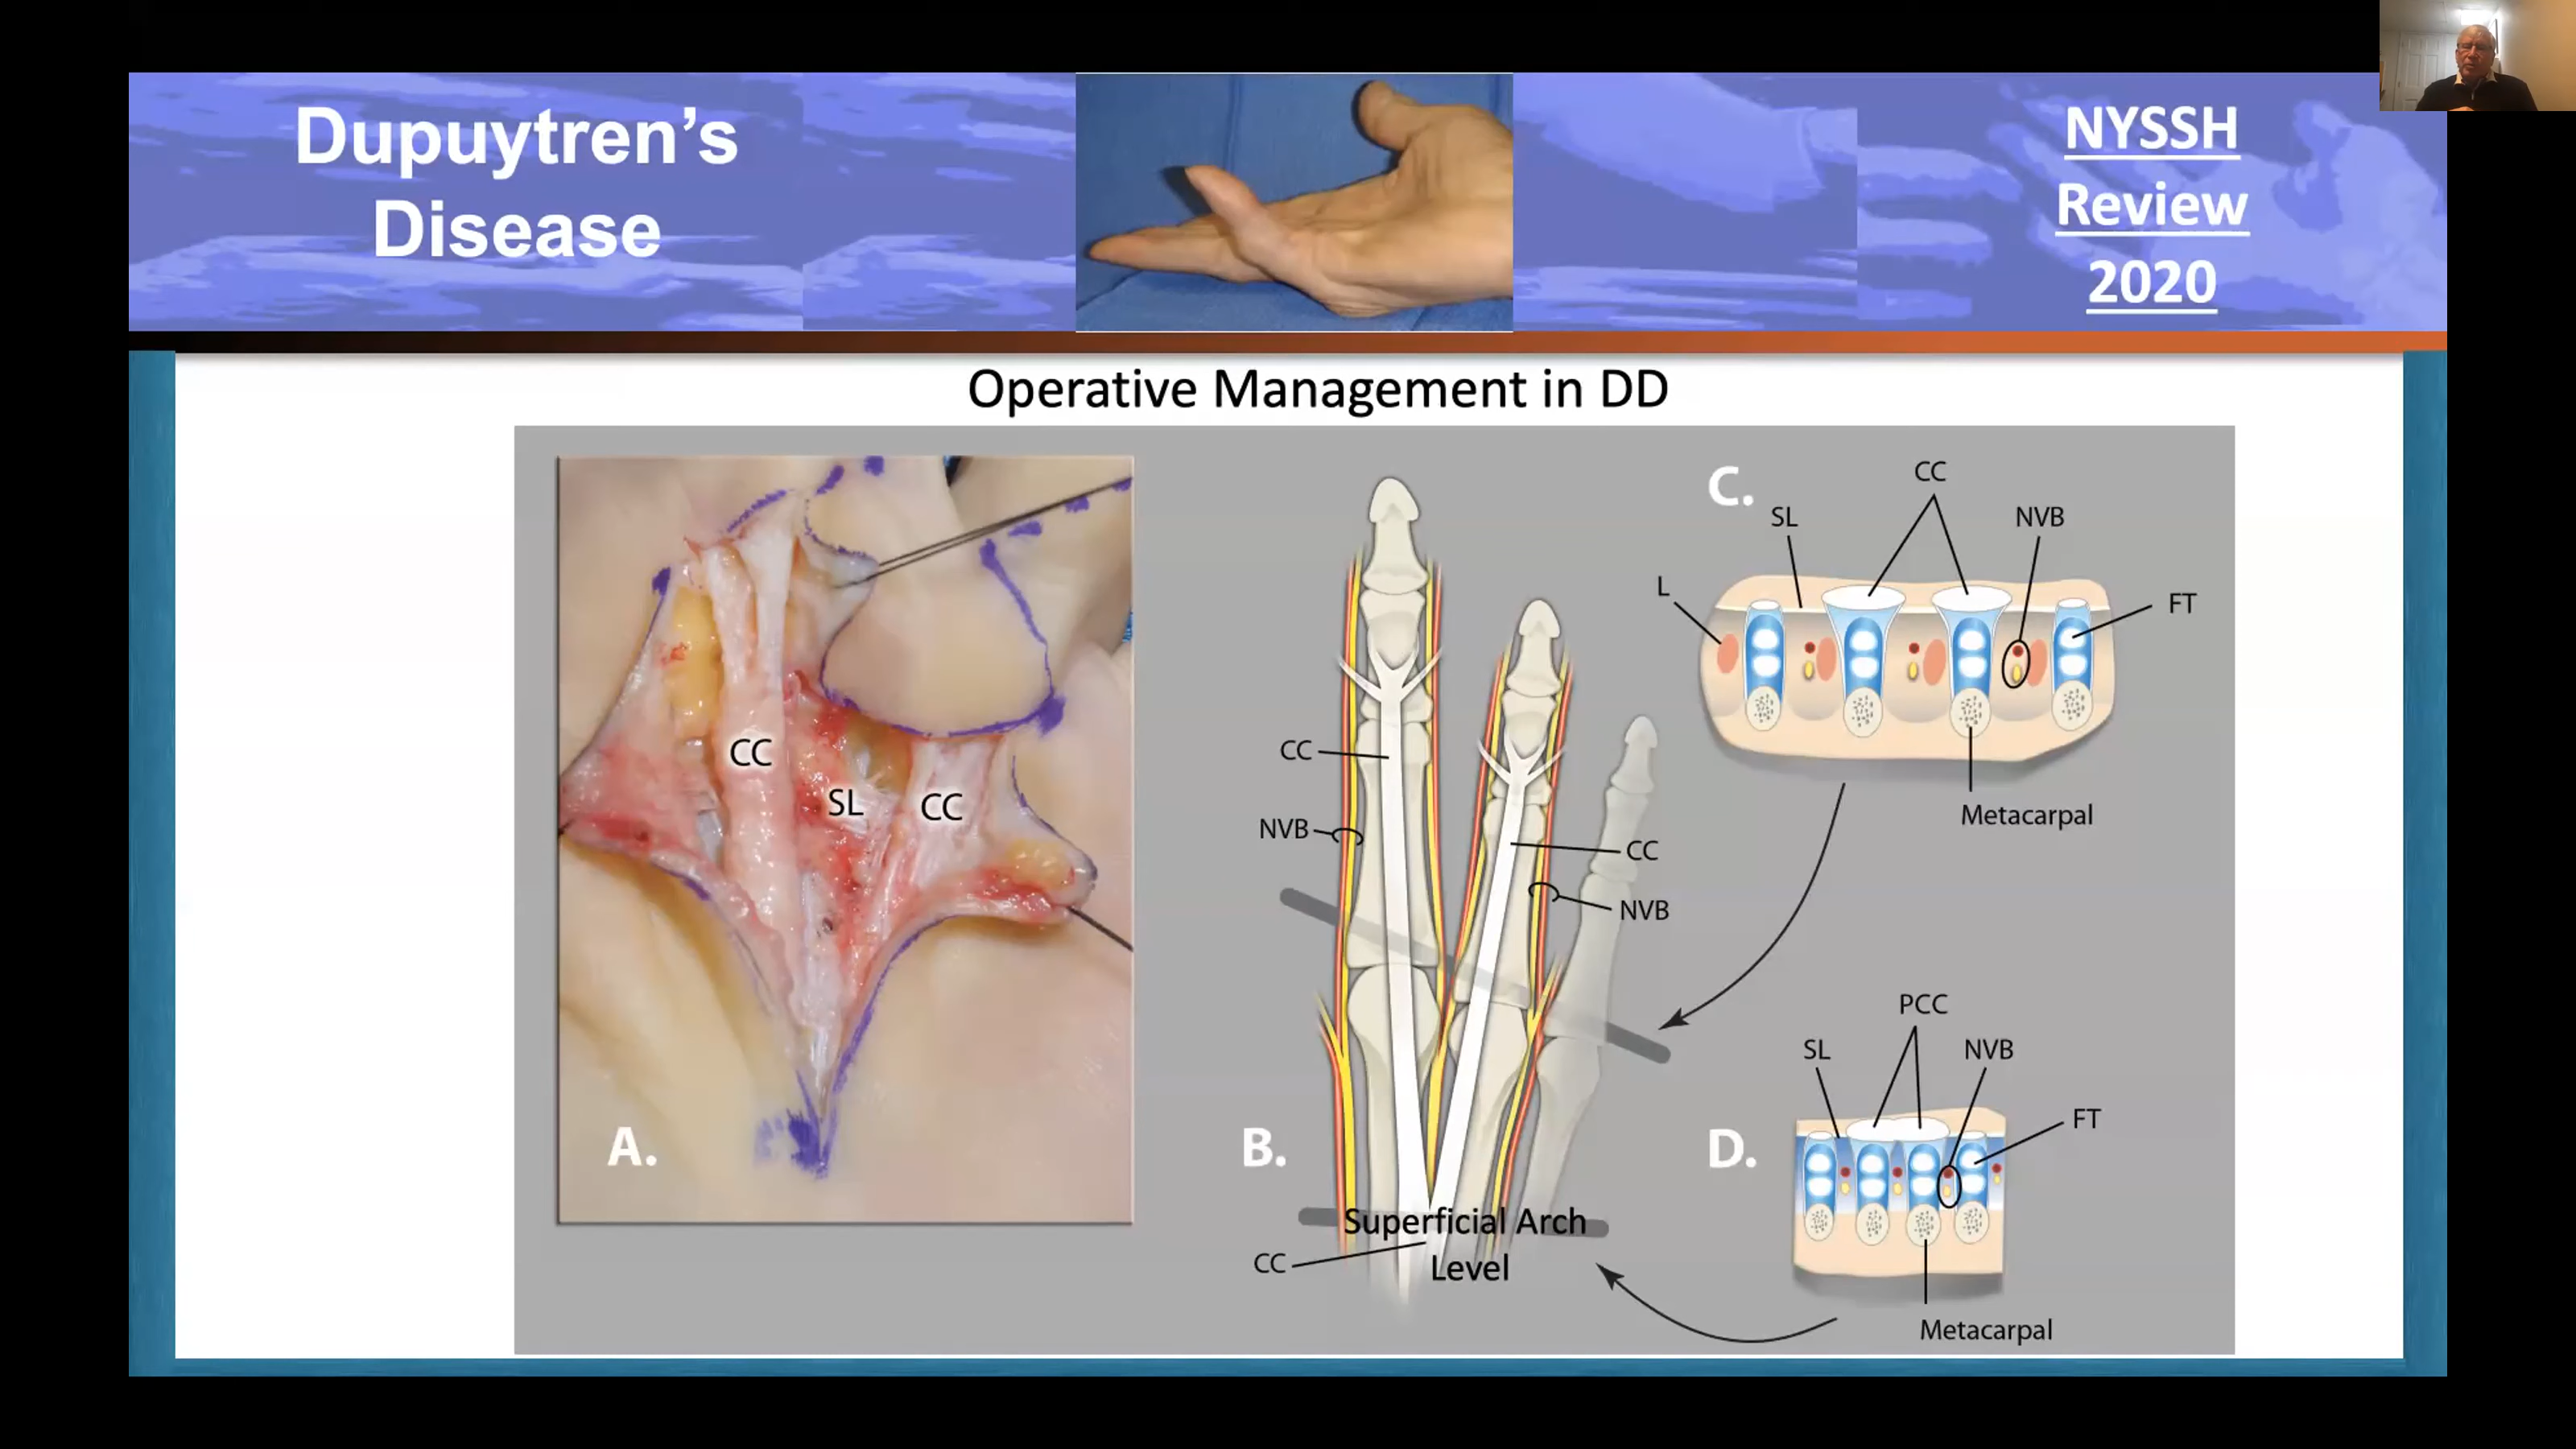 Dupuytren's
Disease
NYSSH
Review
2020
Operative Management in DD
CC
SL
CC
A.
CC
NVB
CC
NVB
B.
Superficial Arch
Level
CC
C.
CC
SL
NVB
L
FT
Metacarpal
PCC
SL
NVB
FT
D.
Metacarpal